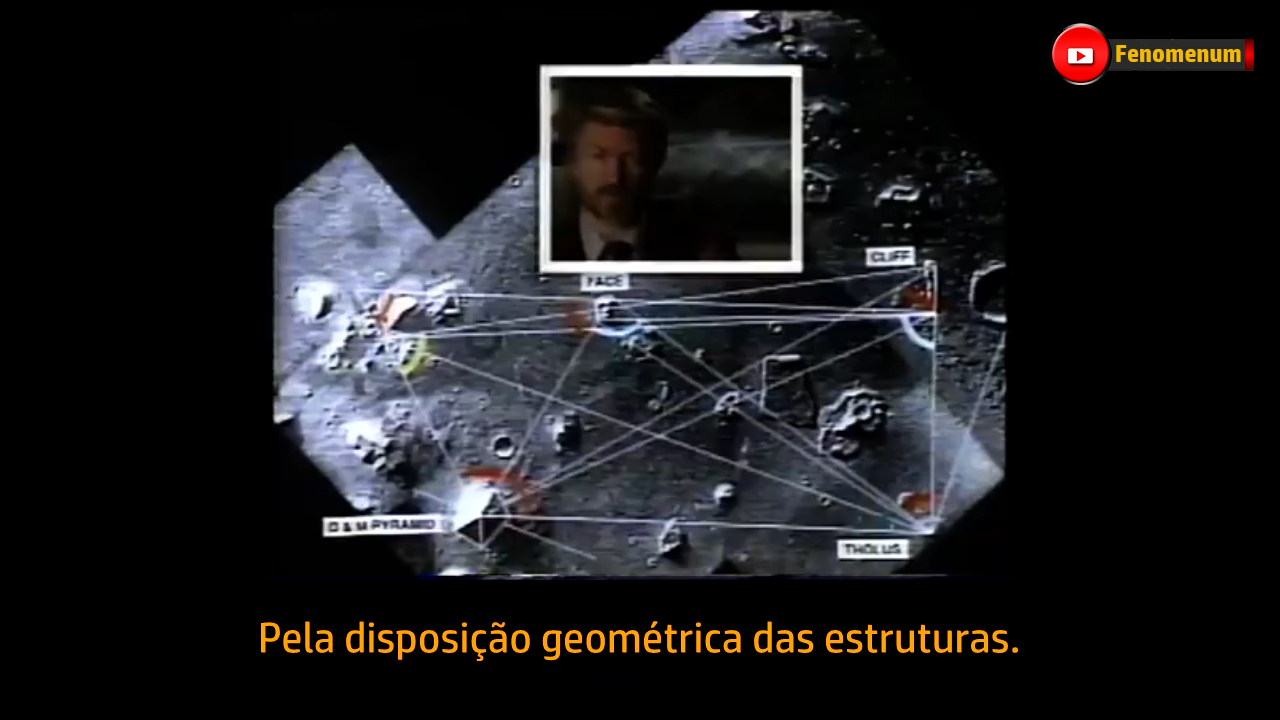 Fenomenum
CLIFF
FACE
D & M PYRAMID
THOLUS
Pela disposição geométrica das estruturas.